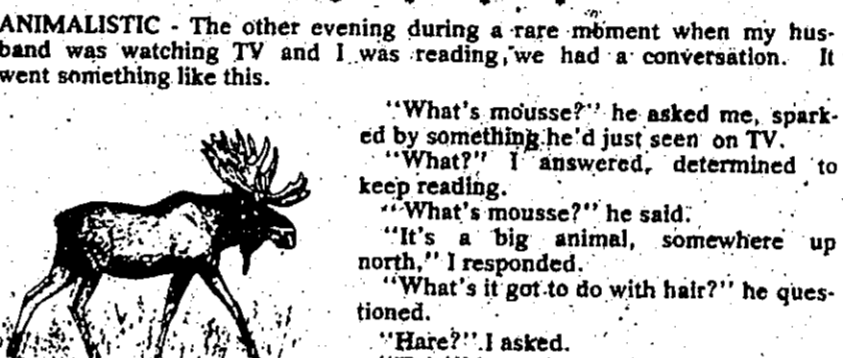 ANIMALISTIC - The other evening during a rare moment when my hus-
band was watching TV and I was reading, we had a conversation. It
went something like this.
"What's mousse?" he asked me, spark-
ed by something he'd just seen on TV.
"What?" I answered, determined to
keep reading.
"What's mousse?" he said.
"It's a big animal, somewhere up
north," I responded.
"What's it got to do with hair?" he ques-
tioned.
"Hare?" I asked.